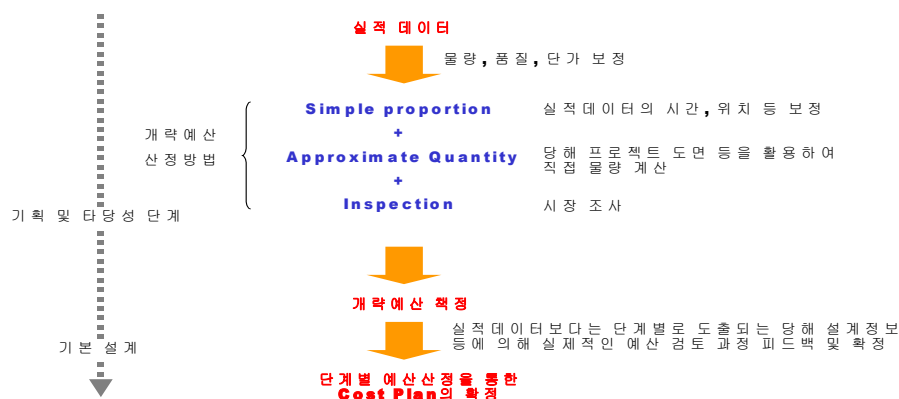 실적 데이터
물량, 품질, 단가 보정
Simple proportion
실적데이터의 시간, 위치 등 보정
+
개략예산
산정방법
Approximate Quantity
당해 프로젝트 도면 등을 활용하여
직접 물량 계산
+
Inspection
시장 조사
기획 및 타당성 단계
개략예산 책정
실적데이터보다는 단계별로 도출되는 당해 설계정보
등에 의해 실제적인 예산 검토 과정 피드백 및 확정
기본 설계
단계별 예산산정을 통한
Cost Plan의 확정